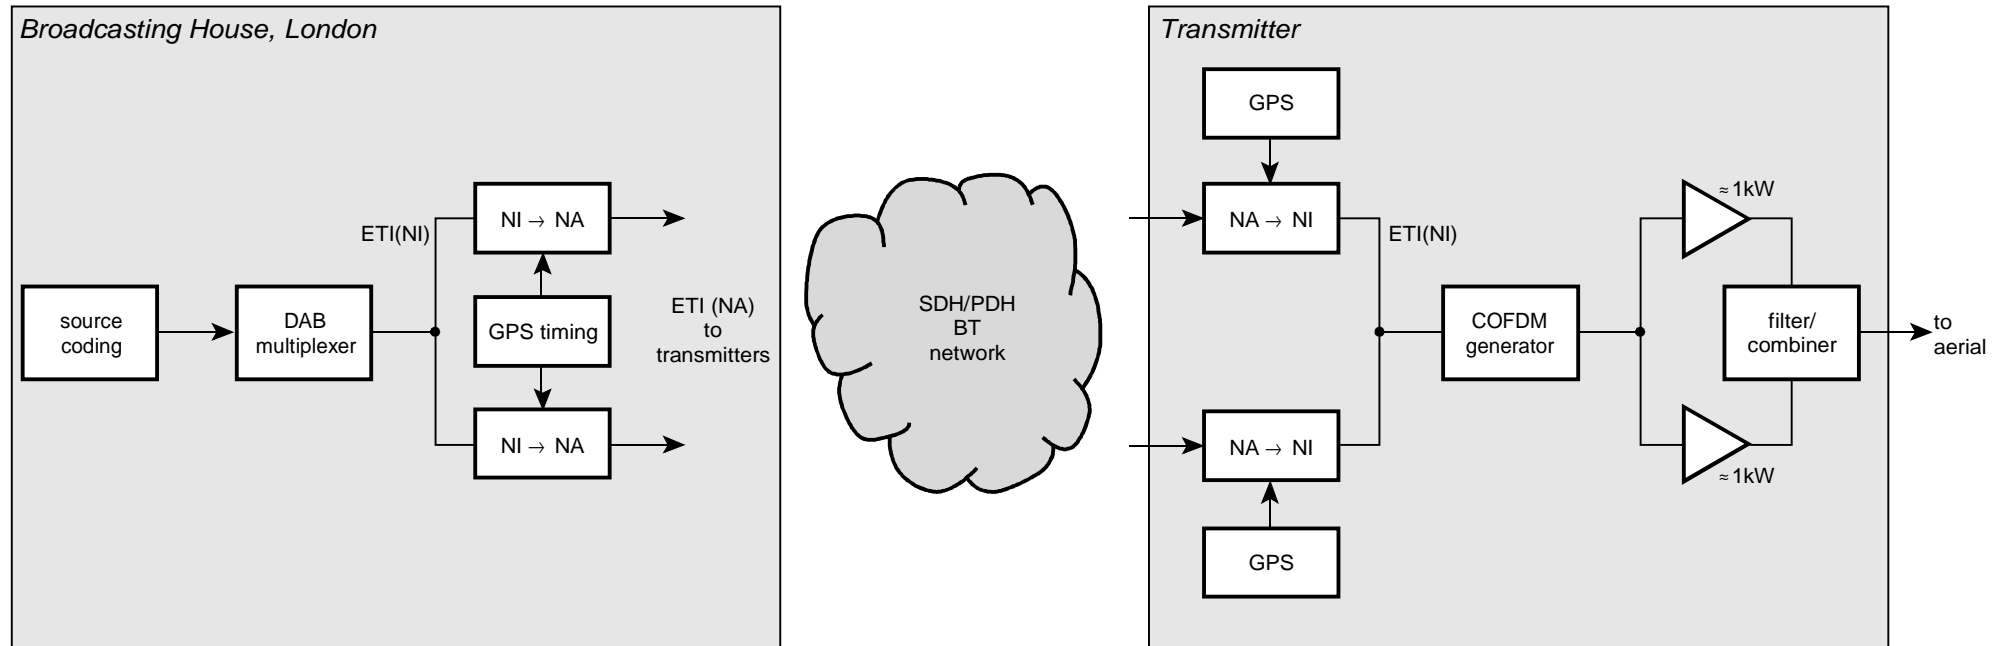 Broadcasting House, London
source
coding
DAB
multiplexer
ETI(NI)
NI → NA
GPS timing
NI → NA
ETI (NA)
to
transmitters
SDH/PDH
BT
network
Transmitter
GPS
NA → NI
ETI(NI)
NA → NI
GPS
COFDM
generator
≈1kW
≈1kW
filter/
combiner
to
aerial